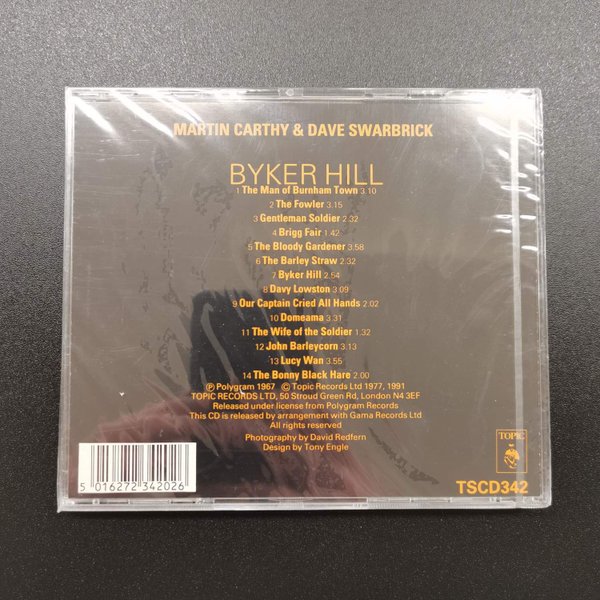 MARTIN CARTHY & DAVE SWARBRICK
BYKER HILL
1 The Man of Burnham Town 3.10
2 The Fowler 3.15
3 Gentleman Soldier 2.32
4 Brigg Fair 1.42
5 The Bloody Gardener 3.58
6 The Barley Straw 2.32
7 Byker Hill 2.54
8 Davy Lowston 3.09
9 Our Captain Cried All Hands 2.02
10 Domeama 3.31
11 The Wife of the Soldier 1.32
12 John Barleycorn 3.13
13 Lucy Wan 3.55
14 The Bonny Black Hare 2.00
Ⓟ Polygram 1967 © Topic Records Ltd 1977, 1991
TOPIC RECORDS LTD, 50 Stroud Green Rd, London N4 3EF
Released under license from Polygram Records
This CD is released by arrangement with Gama Records Ltd
All rights reserved
Photography by David Redfern
Design by Tony Engle
5 016272 342026
TOPIC
TSCD342